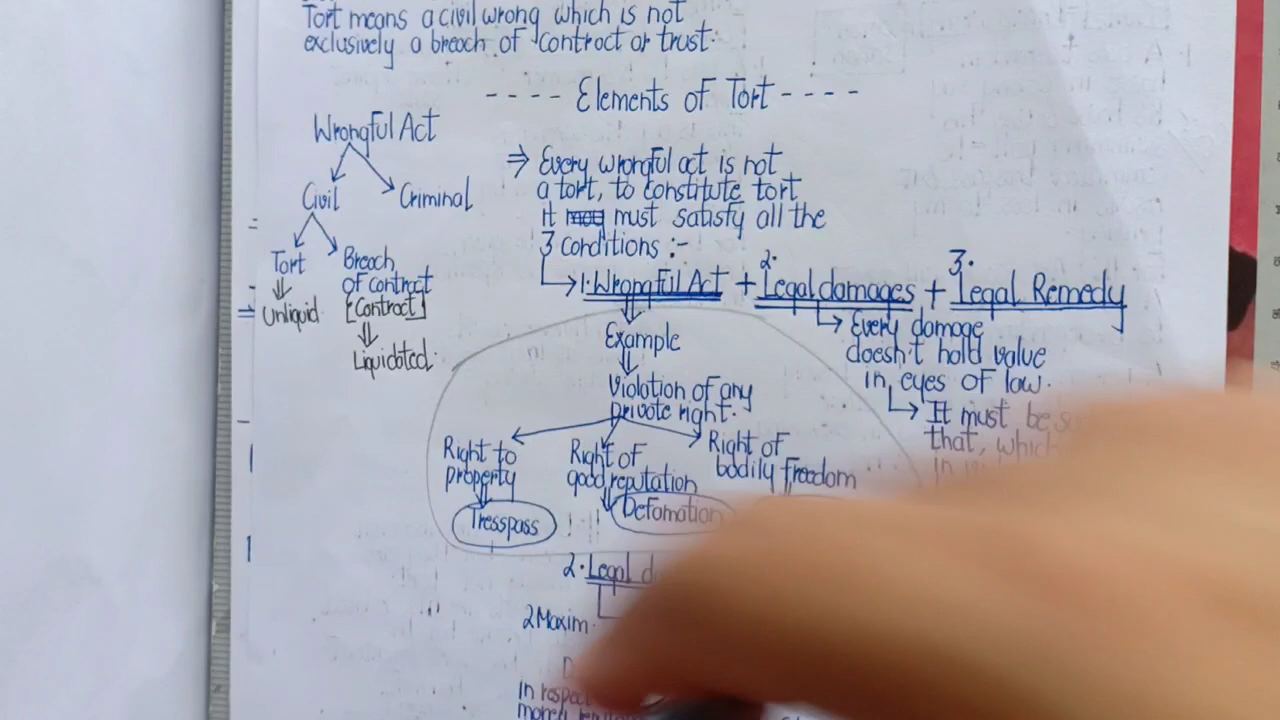 Tort means a civil wrong which is not
exclusively a breach of contract or trust.
---- Elements of Tort ----
Wrongful Act
Civil
Criminal
Tort
Unliquid
Breach
of contract
[Contract]
Liquidated.
⇒ Every wrongful act is not
a tort, to constitute tort
it must satisfy all the
3 conditions :-
1. Wrongful Act + 2. Legal damages + 3. Legal Remedy
Example
Violation of any
private right.
Right to
property
Tresspass
Right of
good reputation
Defamation
Right of
bodily freedom
Every damage
doesn't hold value
in eyes of law.
It must be
that, which
in
2. Legal
2 Maxim
In respect
money